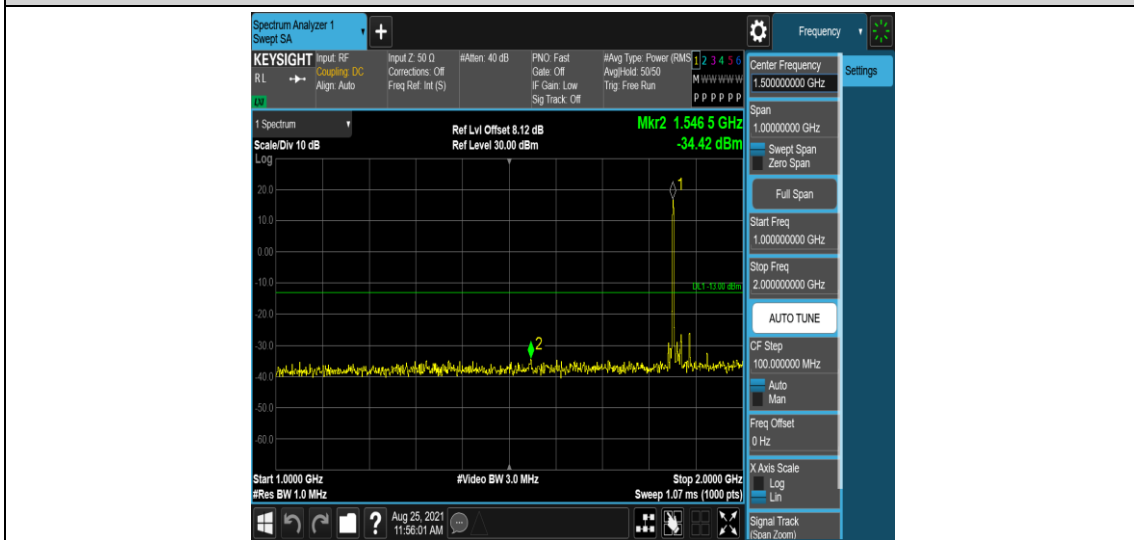 Spectrum Analyzer 1
Swept SA
+
Frequency
KEYSIGHT
Input: RF
Input Z: 50 Ω
#Atten: 40 dB
PNO: Fast
#Avg Type: Power (RMS
1 2 3 4 5 6
RL
Coupling: DC
Corrections: Off
Gate: Off
Avg|Hold: 50/50
M W W W W W
Align: Auto
Freq Ref: Int (S)
IF Gain: Low
Trig: Free Run
Sig Track: Off
P P P P P P
1 Spectrum
Ref Lvl Offset 8.12 dB
Mkr2 1.546 5 GHz
Scale/Div 10 dB
Ref Level 30.00 dBm
-34.42 dBm
Log
20.0
10.0
0.00
-10.0
-20.0
-30.0
-40.0
-50.0
-60.0
1
DL1 -13.00 dBm
2
Start 1.0000 GHz
#Video BW 3.0 MHz
Stop 2.0000 GHz
#Res BW 1.0 MHz
Sweep 1.07 ms (1000 pts)
Center Frequency
1.500000000 GHz
Settings
Span
1.00000000 GHz
Swept Span
Zero Span
Full Span
Start Freq
1.000000000 GHz
Stop Freq
2.000000000 GHz
AUTO TUNE
CF Step
100.000000 MHz
Auto
Man
Freq Offset
0 Hz
X Axis Scale
Log
Lin
Signal Track
(Span Zoom)
?
Aug 25, 2021
11:56:01 AM